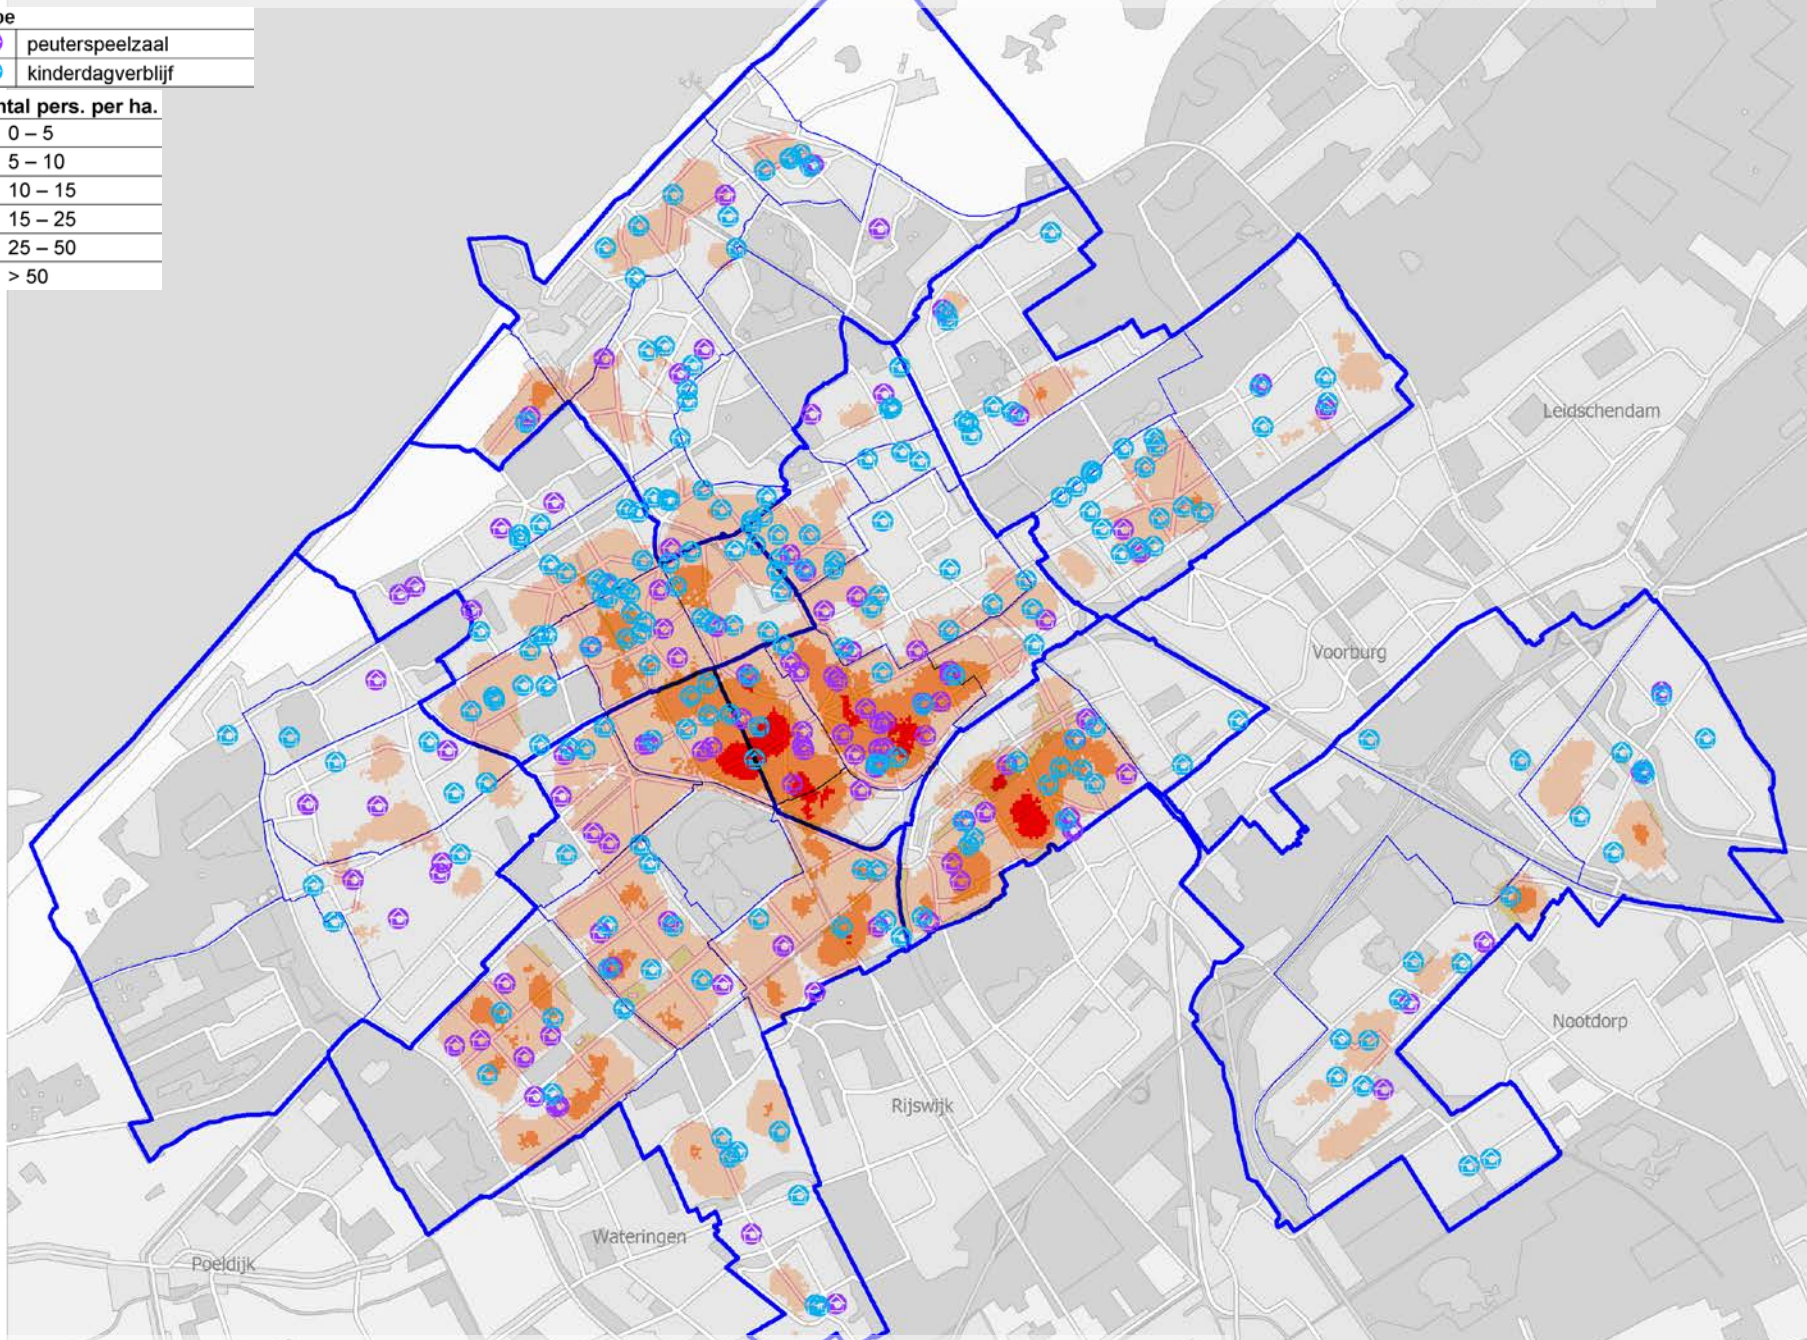 peuterspeelzaal
kinderdagverblijf
pers. per ha.
0 – 5
5 – 10
10 – 15
15 – 25
25 – 50
> 50
Leidschendam
Voorburg
Nootdorp
Rijswijk
Wateringen
Poeldijk